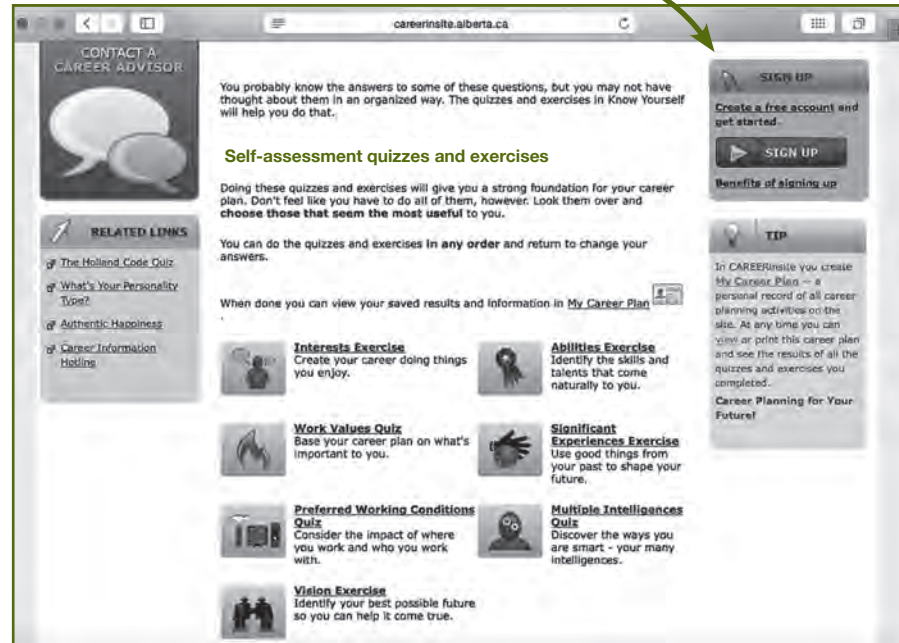 careerinsite.alberta.ca
CONTACT A
CAREER ADVISOR
RELATED LINKS
The Holland Code Quiz
What's Your Personality
Type?
Authentic Happiness
Career Information
Hotline
You probably know the answers to some of these questions, but you may not have
thought about them in an organized way. The quizzes and exercises in Know Yourself
will help you do that.
Self-assessment quizzes and exercises
Doing these quizzes and exercises will give you a strong foundation for your career
plan. Don't feel like you have to do all of them, however. Look them over and
choose those that seem the most useful to you.
You can do the quizzes and exercises in any order and return to change your
answers.
When done you can view your saved results and information in My Career Plan
.
Interests Exercise
Create your career doing things
you enjoy.
Abilities Exercise
Identify the skills and
talents that come
naturally to you.
Work Values Quiz
Base your career plan on what's
important to you.
Significant
Experiences Exercise
Use good things from
your past to shape your
future.
Preferred Working Conditions
Quiz
Consider the impact of where
you work and who you work
with.
Multiple Intelligences
Quiz
Discover the ways you
are smart - your many
intelligences.
Vision Exercise
Identify your best possible future
so you can help it come true.
SIGN UP
Create a free account and
get started.
SIGN UP
Benefits of signing up
TIP
In CAREERinsite you create
My Career Plan — a
personal record of all career
planning activities on the
site. At any time you can
view or print this career plan
and see the results of all the
quizzes and exercises you
completed.
Career Planning for Your
Future!